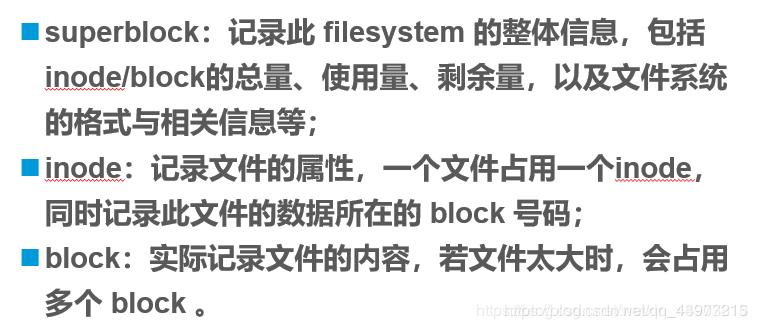 superblock：记录此 filesystem 的整体信息，包括
inode/block的总量、使用量、剩余量，以及文件系统
的格式与相关信息等；
inode：记录文件的属性，一个文件占用一个inode，
同时记录此文件的数据所在的 block 号码；
block：实际记录文件的内容，若文件太大时，会占用
多个 block 。